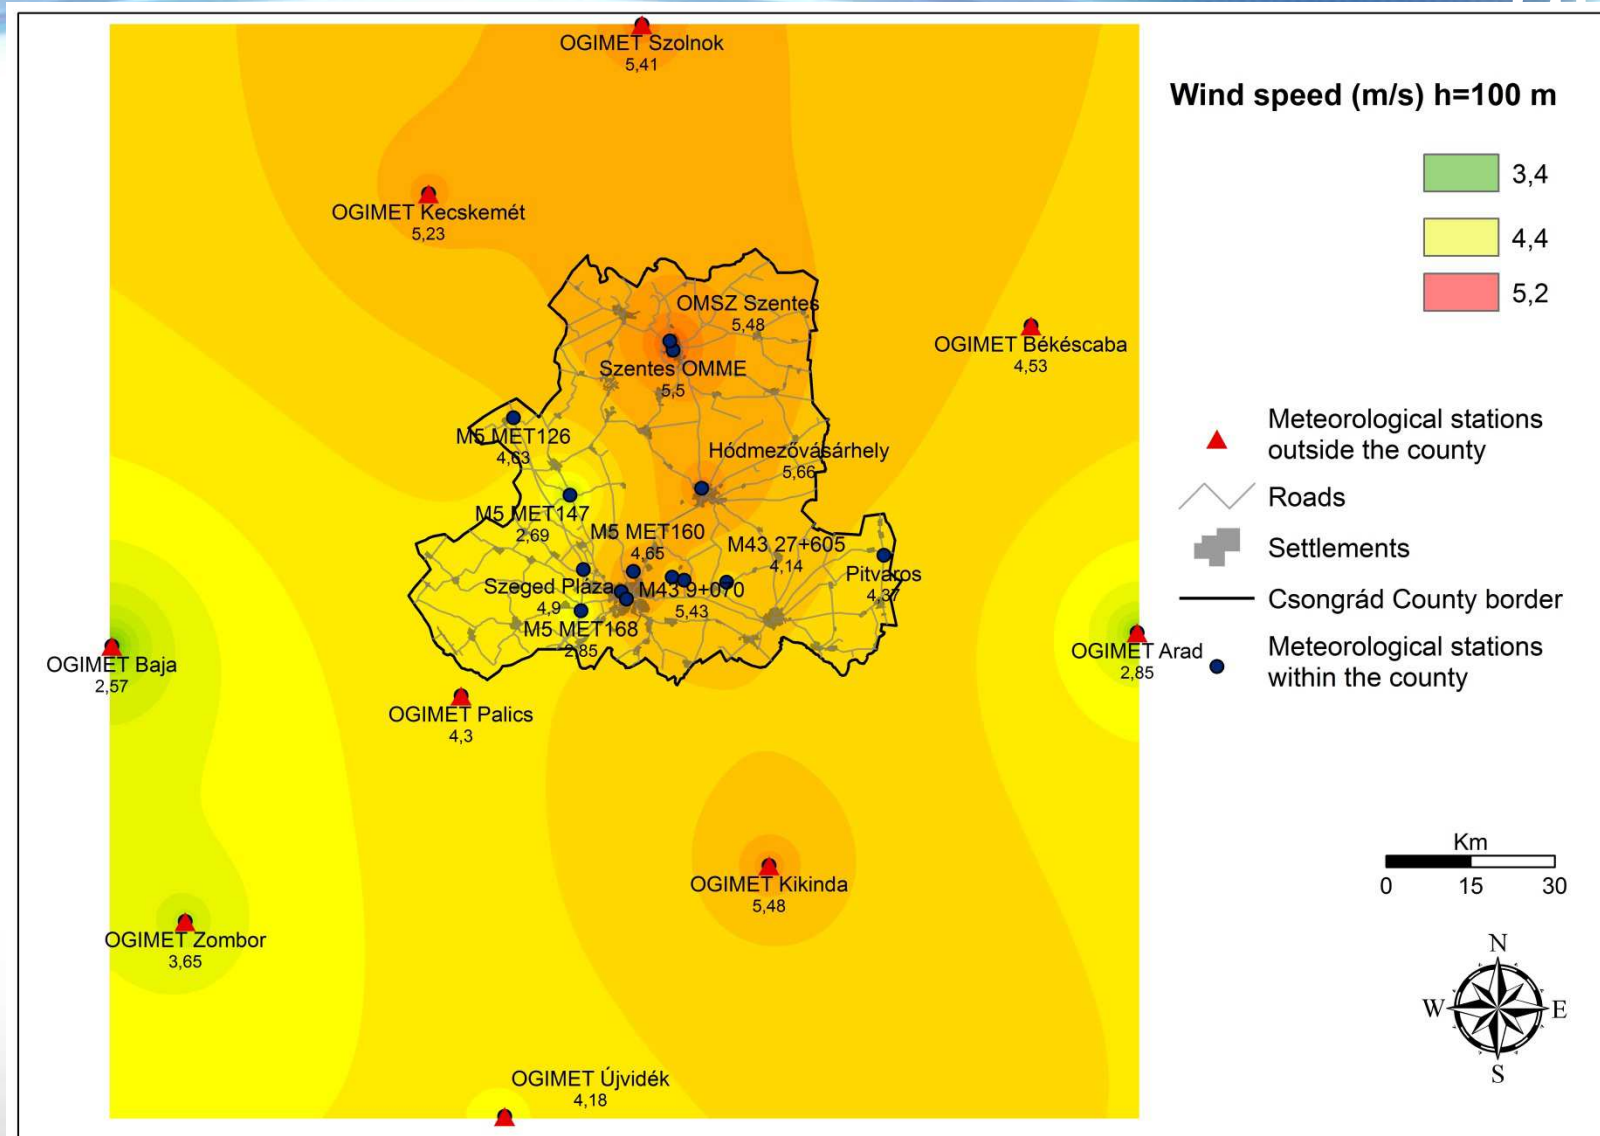 OGIMET Szolnok
5,41
Wind speed (m/s) h=100 m
3,4
4,4
5,2
OGIMET Kecskemét
5,23
OMSZ Szentes
5,48
OGIMET Békéscaba
4,53
Szentes OMME
5,5
M5 MET126
4,63
Hódmezővásárhely
5,66
M5 MET147
2,69
M5 MET160
4,65
M43 27+605
4,14
Pitváros
4,37
Szeged Pláza
4,9
M43 9+070
5,43
M5 MET168
2,85
OGIMET Baja
2,57
OGIMET Arad
2,85
OGIMET Palics
4,3
OGIMET Kikinda
5,48
OGIMET Zombor
3,65
OGIMET Újvidék
4,18
Meteorological stations
outside the county
Roads
Settlements
Csongrád County border
Meteorological stations
within the county
Km
0 15 30
N
W E
S